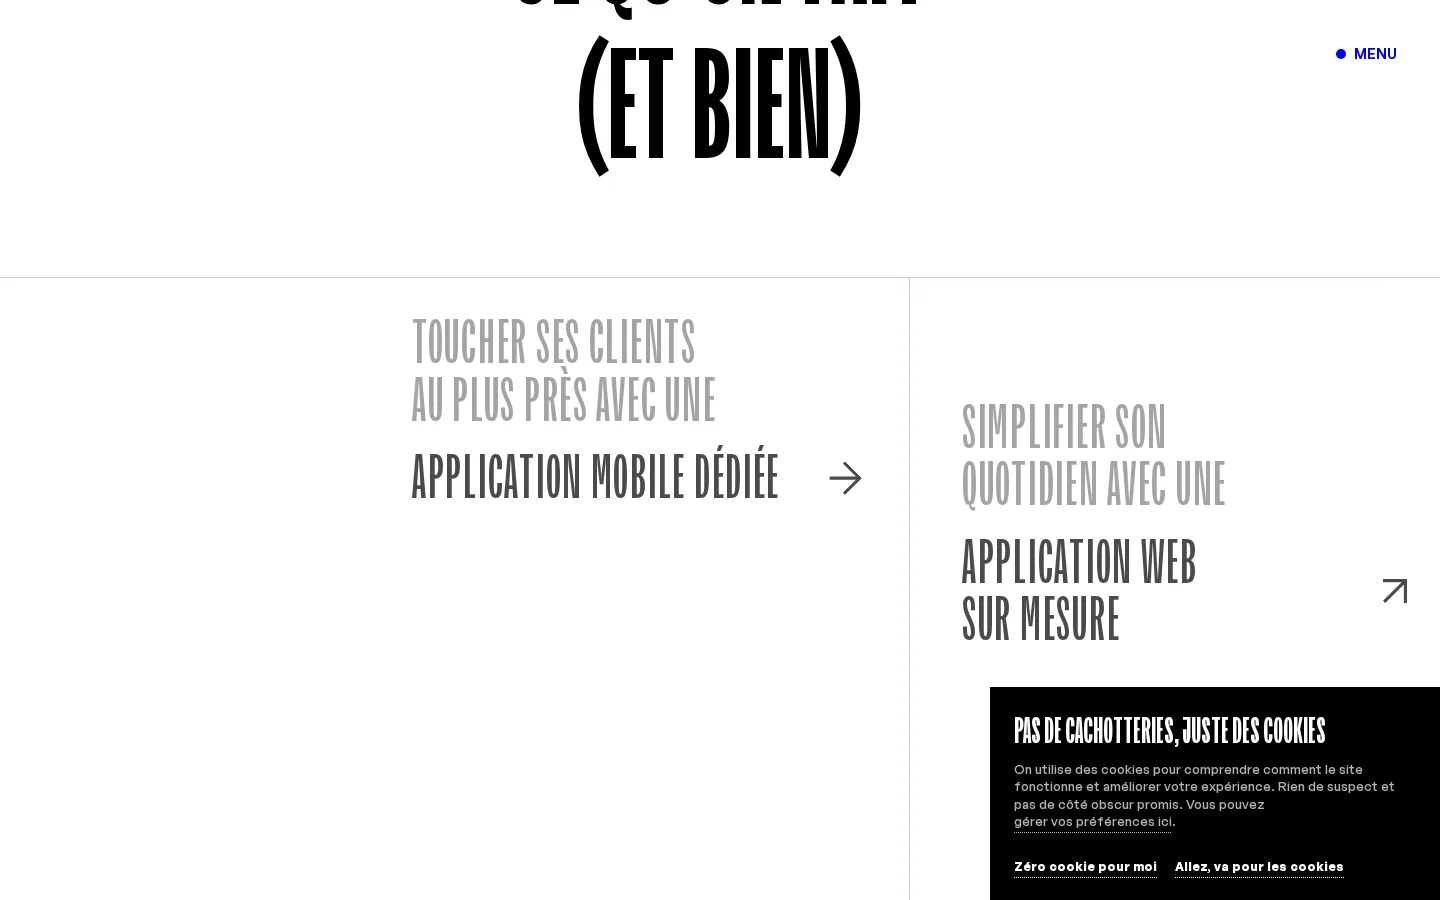 (ET BIEN)
MENU
TOUCHER SES CLIENTS
AU PLUS PRÈS AVEC UNE
APPLICATION MOBILE DÉDIÉE
SIMPLIFIER SON
QUOTIDIEN AVEC UNE
APPLICATION WEB
SUR MESURE
PAS DE CACHOTTERIES, JUSTE DES COOKIES
On utilise des cookies pour comprendre comment le site
fonctionne et améliorer votre expérience. Rien de suspect et
pas de côté obscur promis. Vous pouvez
gérer vos préférences ici.
Zéro cookie pour moi
Allez, va pour les cookies